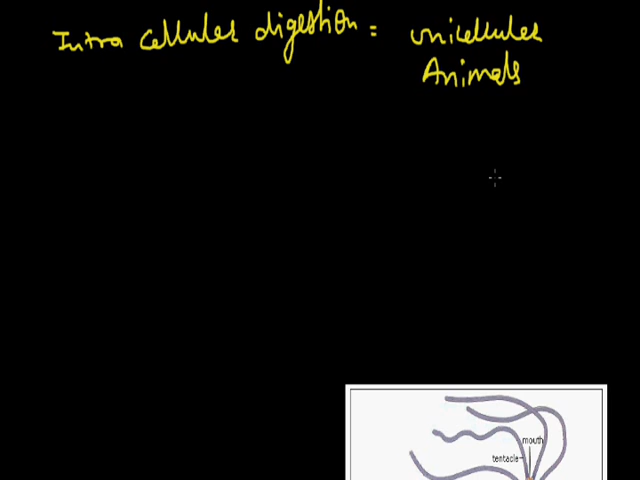 Intra cellular digestion = unicellular
Animals
mouth
tentacle